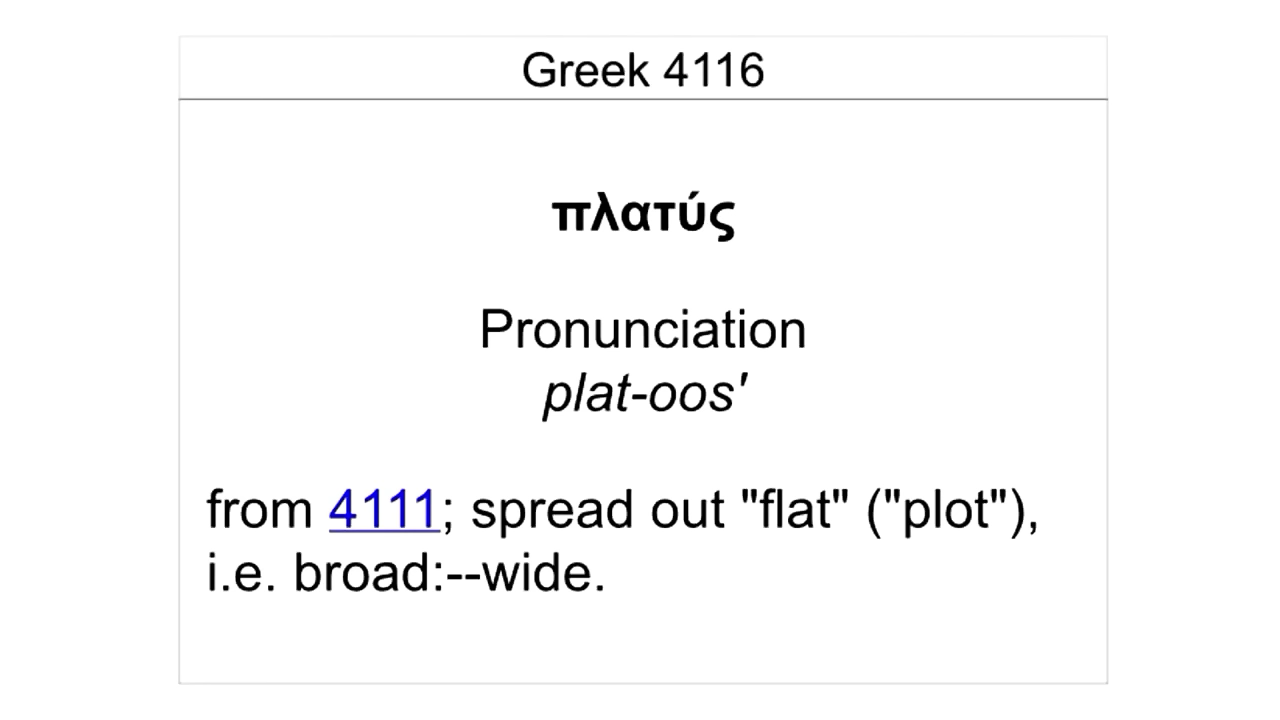 Greek 4116
πλατύς
Pronunciation
plat-oos'
from 4111; spread out "flat" ("plot"),
i.e. broad:--wide.